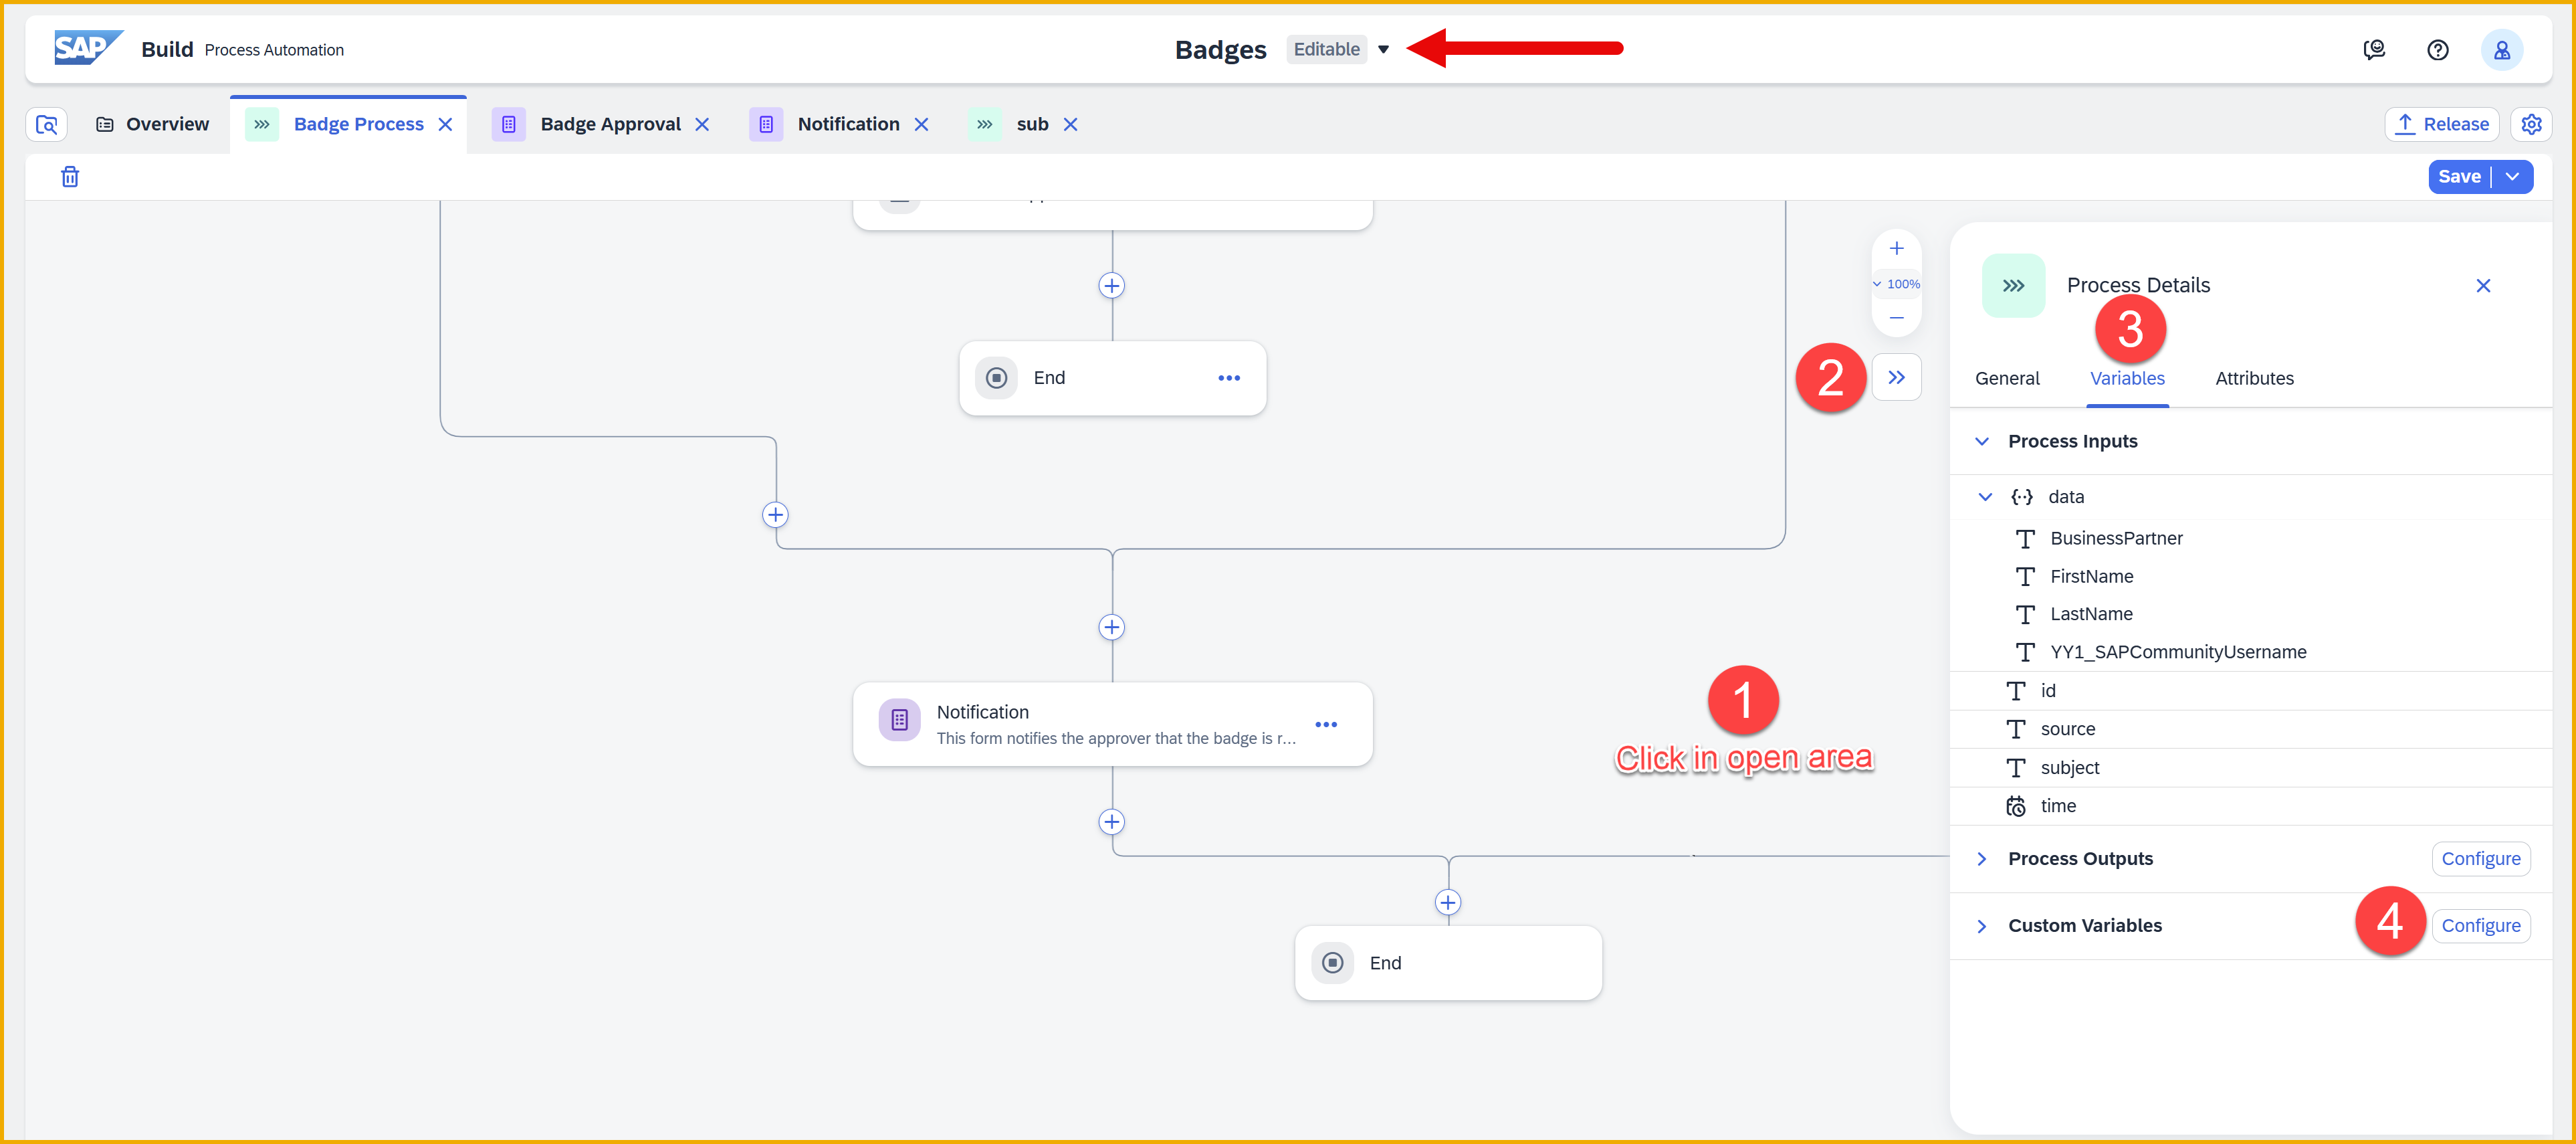 SAP Build Process Automation
Badges Editable
Overview
Badge Process
Badge Approval
Notification
sub
Release
Save
100%
Process Details
3
End
2
General Variables Attributes
Process Inputs
data
BusinessPartner
FirstName
LastName
YY1_SAPCommunityUsername
id
source
subject
time
Notification
This form notifies the approver that the badge is r...
1
Click in open area
Process Outputs Configure
Custom Variables 4 Configure
End